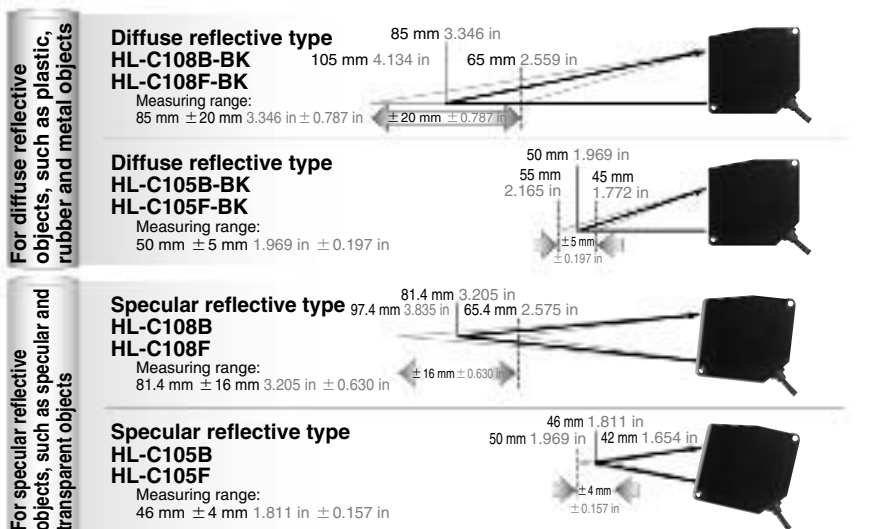 For diffuse reflective
objects, such as plastic,
rubber and metal objects
Diffuse reflective type
HL-C108B-BK
HL-C108F-BK
Measuring range:
85 mm ±20 mm 3.346 in ± 0.787 in
85 mm 3.346 in
105 mm 4.134 in
65 mm 2.559 in
± 20 mm ± 0.787 in
Diffuse reflective type
HL-C105B-BK
HL-C105F-BK
Measuring range:
50 mm ±5 mm 1.969 in ±0.197 in
50 mm 1.969 in
55 mm
2.165 in
45 mm
1.772 in
±5 mm
±0.197 in
For specular reflective
objects, such as specular and
transparent objects
Specular reflective type
HL-C108B
HL-C108F
Measuring range:
81.4 mm ±16 mm 3.205 in ±0.630 in
81.4 mm 3.205 in
97.4 mm 3.835 in
65.4 mm 2.575 in
±16 mm ±0.630 in
Specular reflective type
HL-C105B
HL-C105F
Measuring range:
46 mm ±4 mm 1.811 in ±0.157 in
46 mm 1.811 in
50 mm 1.969 in
42 mm 1.654 in
±4 mm
±0.157 in